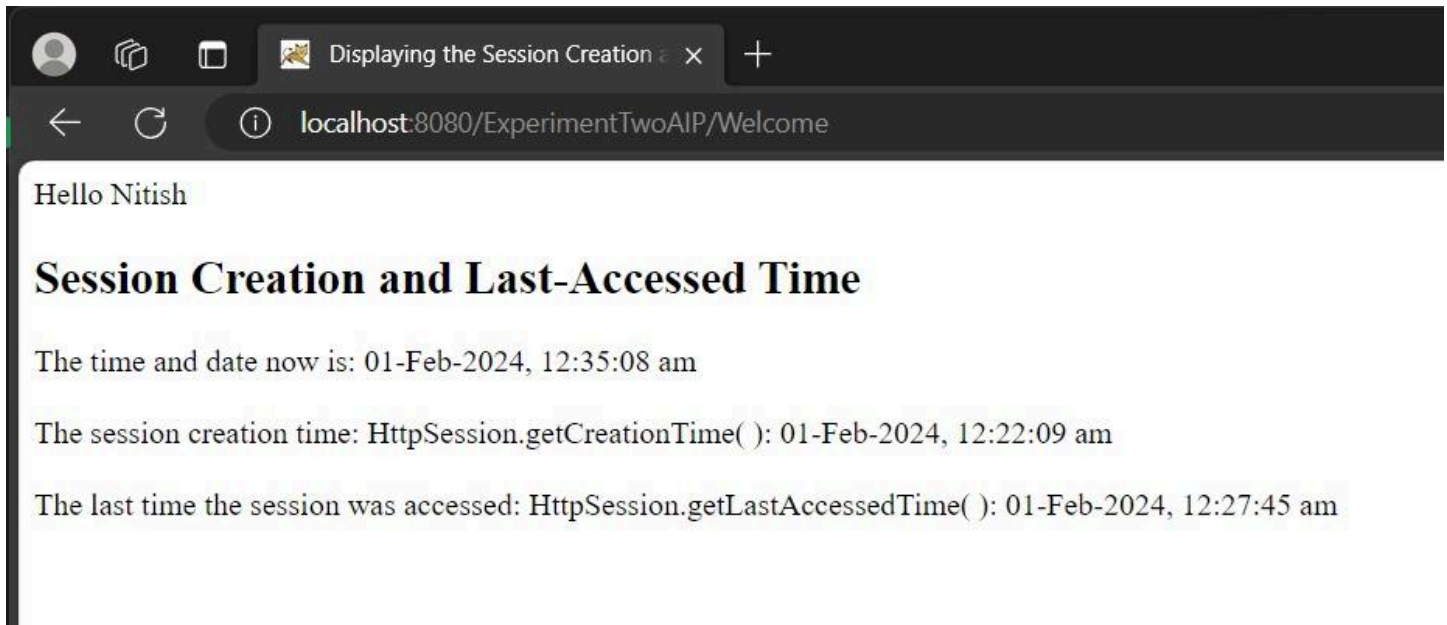 Displaying the Session Creation a
localhost:8080/ExperimentTwoAIP/Welcome
Hello Nitish
Session Creation and Last-Accessed Time
The time and date now is: 01-Feb-2024, 12:35:08 am
The session creation time: HttpSession.getCreationTime( ): 01-Feb-2024, 12:22:09 am
The last time the session was accessed: HttpSession.getLastAccessedTime( ): 01-Feb-2024, 12:27:45 am